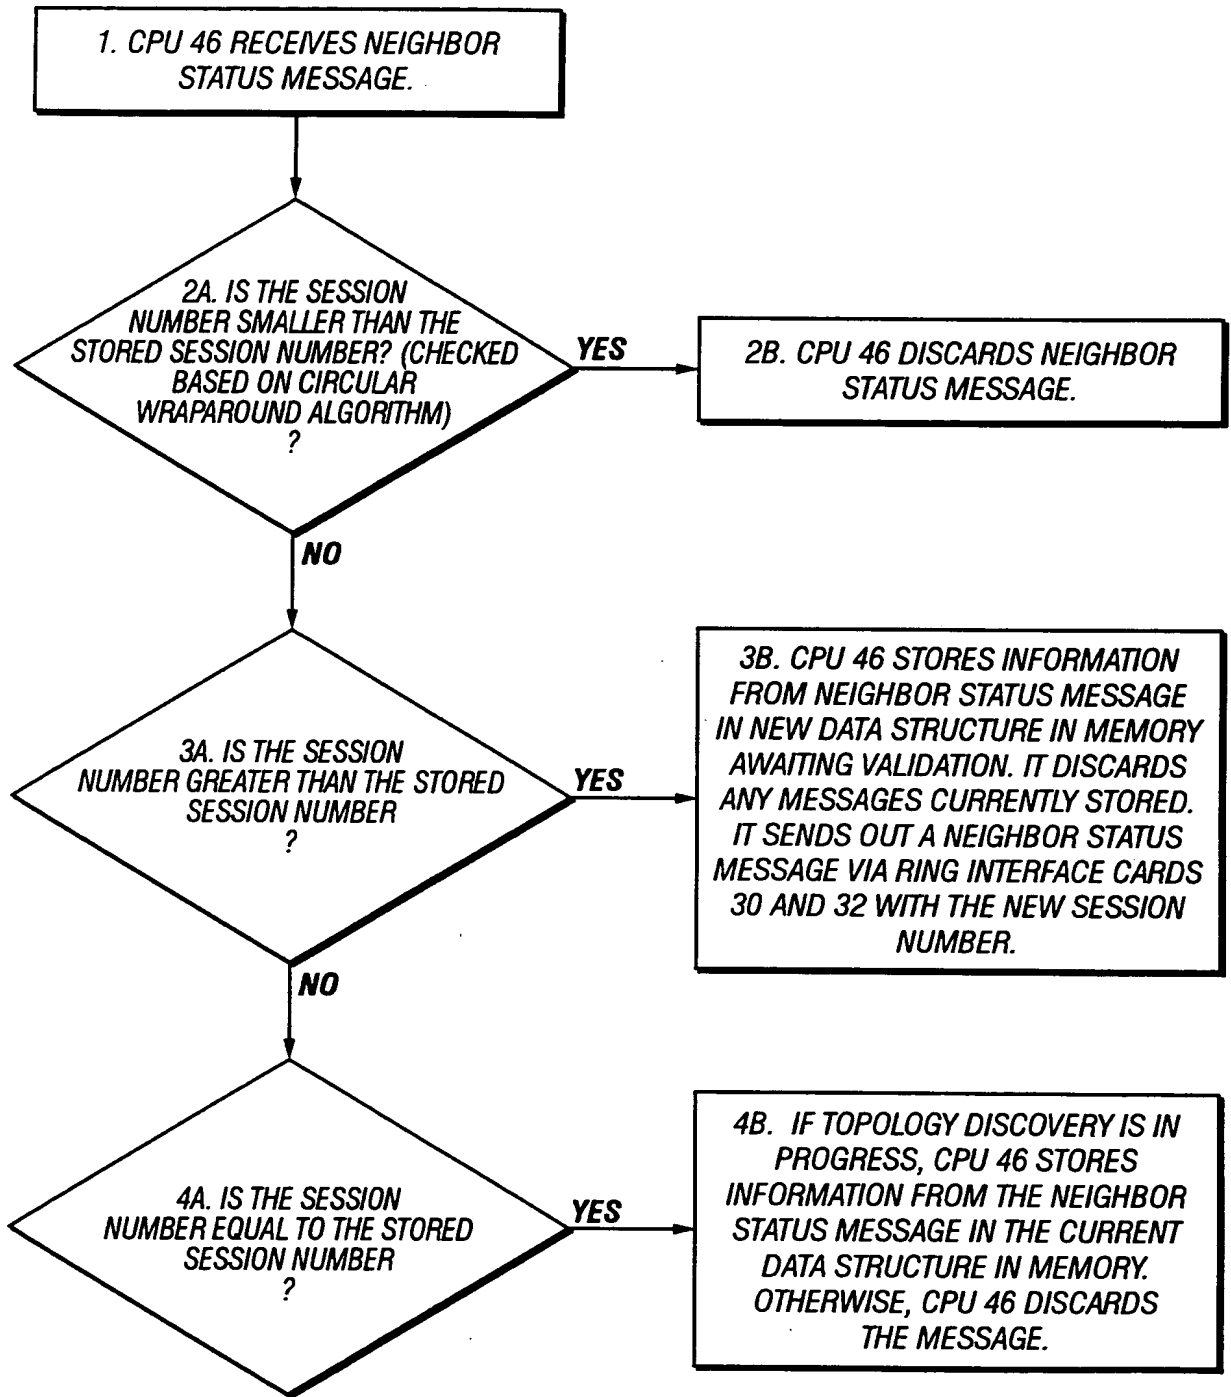 1. CPU 46 RECEIVES NEIGHBOR
STATUS MESSAGE.
2A. IS THE SESSION
NUMBER SMALLER THAN THE
STORED SESSION NUMBER? (CHECKED
BASED ON CIRCULAR
WRAPAROUND ALGORITHM)
?
YES
2B. CPU 46 DISCARDS NEIGHBOR
STATUS MESSAGE.
NO
3A. IS THE SESSION
NUMBER GREATER THAN THE STORED
SESSION NUMBER
?
YES
3B. CPU 46 STORES INFORMATION
FROM NEIGHBOR STATUS MESSAGE
IN NEW DATA STRUCTURE IN MEMORY
AWAITING VALIDATION. IT DISCARDS
ANY MESSAGES CURRENTLY STORED.
IT SENDS OUT A NEIGHBOR STATUS
MESSAGE VIA RING INTERFACE CARDS
30 AND 32 WITH THE NEW SESSION
NUMBER.
NO
4A. IS THE SESSION
NUMBER EQUAL TO THE STORED
SESSION NUMBER
?
YES
4B. IF TOPOLOGY DISCOVERY IS IN
PROGRESS, CPU 46 STORES
INFORMATION FROM THE NEIGHBOR
STATUS MESSAGE IN THE CURRENT
DATA STRUCTURE IN MEMORY.
OTHERWISE, CPU 46 DISCARDS
THE MESSAGE.